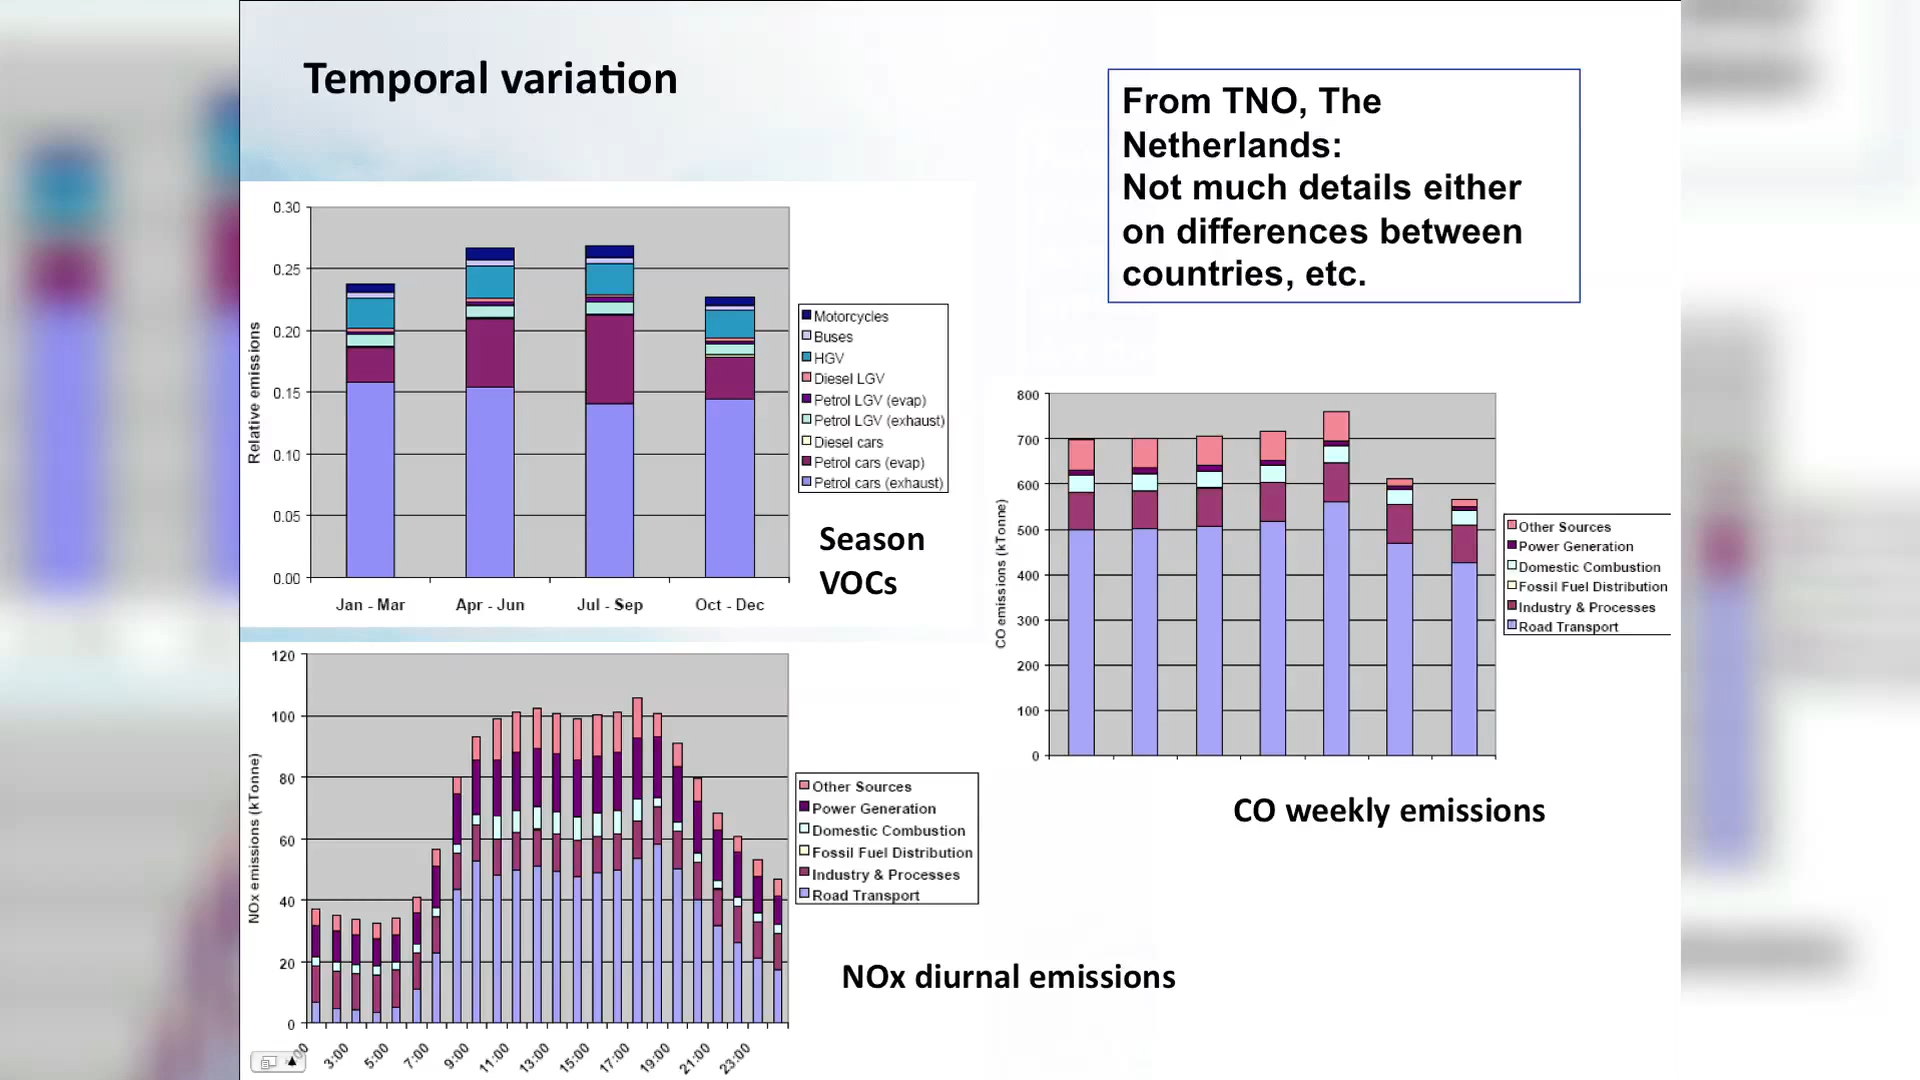 Temporal variation
From TNO, The
Netherlands:
Not much details either
on differences between
countries, etc.
0.30
0.25
0.20
0.15
0.10
0.05
0.00
Relative emissions
Jan - Mar
Apr - Jun
Jul - Sep
Oct - Dec
Motorcycles
Buses
HGV
Diesel LGV
Petrol LGV (evap)
Petrol LGV (exhaust)
Diesel cars
Petrol cars (evap)
Petrol cars (exhaust)
Season
VOCs
800
700
600
500
400
300
200
100
0
CO emissions (kTonne)
Other Sources
Power Generation
Domestic Combustion
Fossil Fuel Distribution
Industry & Processes
Road Transport
CO weekly emissions
120
100
80
60
40
20
0
NOx emissions (kTonne)
3:00
5:00
7:00
9:00
11:00
13:00
15:00
17:00
19:00
21:00
23:00
Other Sources
Power Generation
Domestic Combustion
Fossil Fuel Distribution
Industry & Processes
Road Transport
NOx diurnal emissions